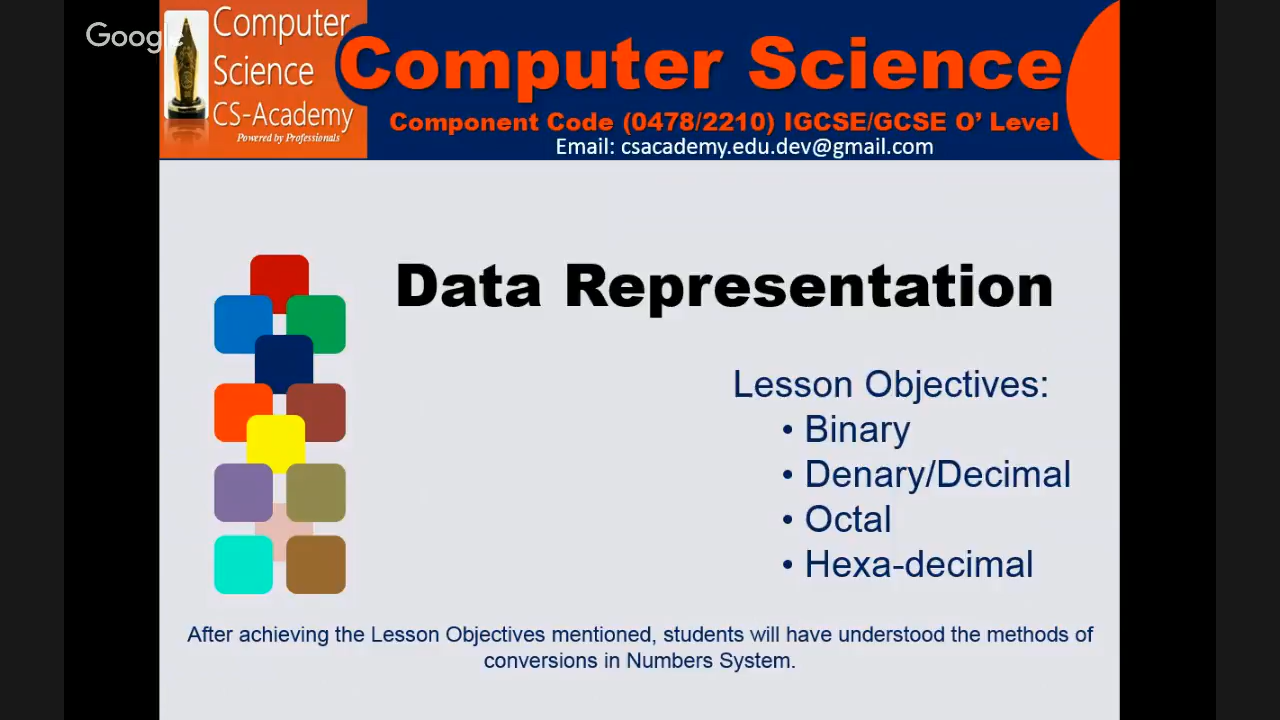 Google
Computer
Science
CS-Academy
Powered by Professionals
Computer Science
Component Code (0478/2210) IGCSE/GCSE O’ Level
Email: csacademy.edu.dev@gmail.com
Data Representation
Lesson Objectives:
• Binary
• Denary/Decimal
• Octal
• Hexa-decimal
After achieving the Lesson Objectives mentioned, students will have understood the methods of
conversions in Numbers System.